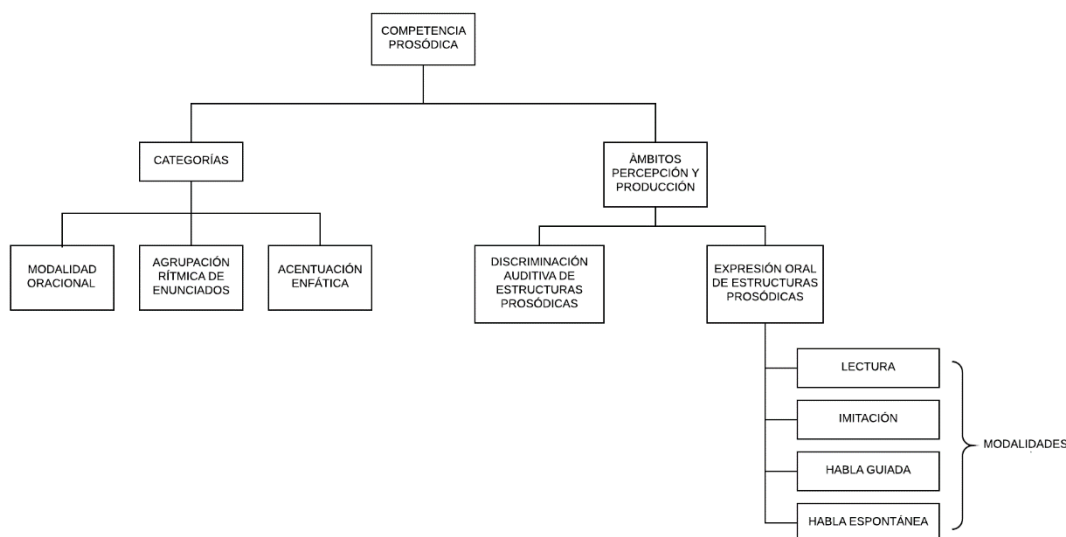 COMPETENCIA
PROSÓDICA
CATEGORÍAS
ÀMBITOS
PERCEPCIÓN Y
PRODUCCIÓN
MODALIDAD
ORACIONAL
AGRUPACIÓN
RÍTMICA DE
ENUNCIADOS
ACENTUACIÓN
ENFÁTICA
DISCRIMINACIÓN
AUDITIVA DE
ESTRUCTURAS
PROSÓDICAS
EXPRESIÓN ORAL
DE ESTRUCTURAS
PROSÓDICAS
LECTURA
IMITACIÓN
HABLA GUIADA
HABLA ESPONTÁNEA
MODALIDADES